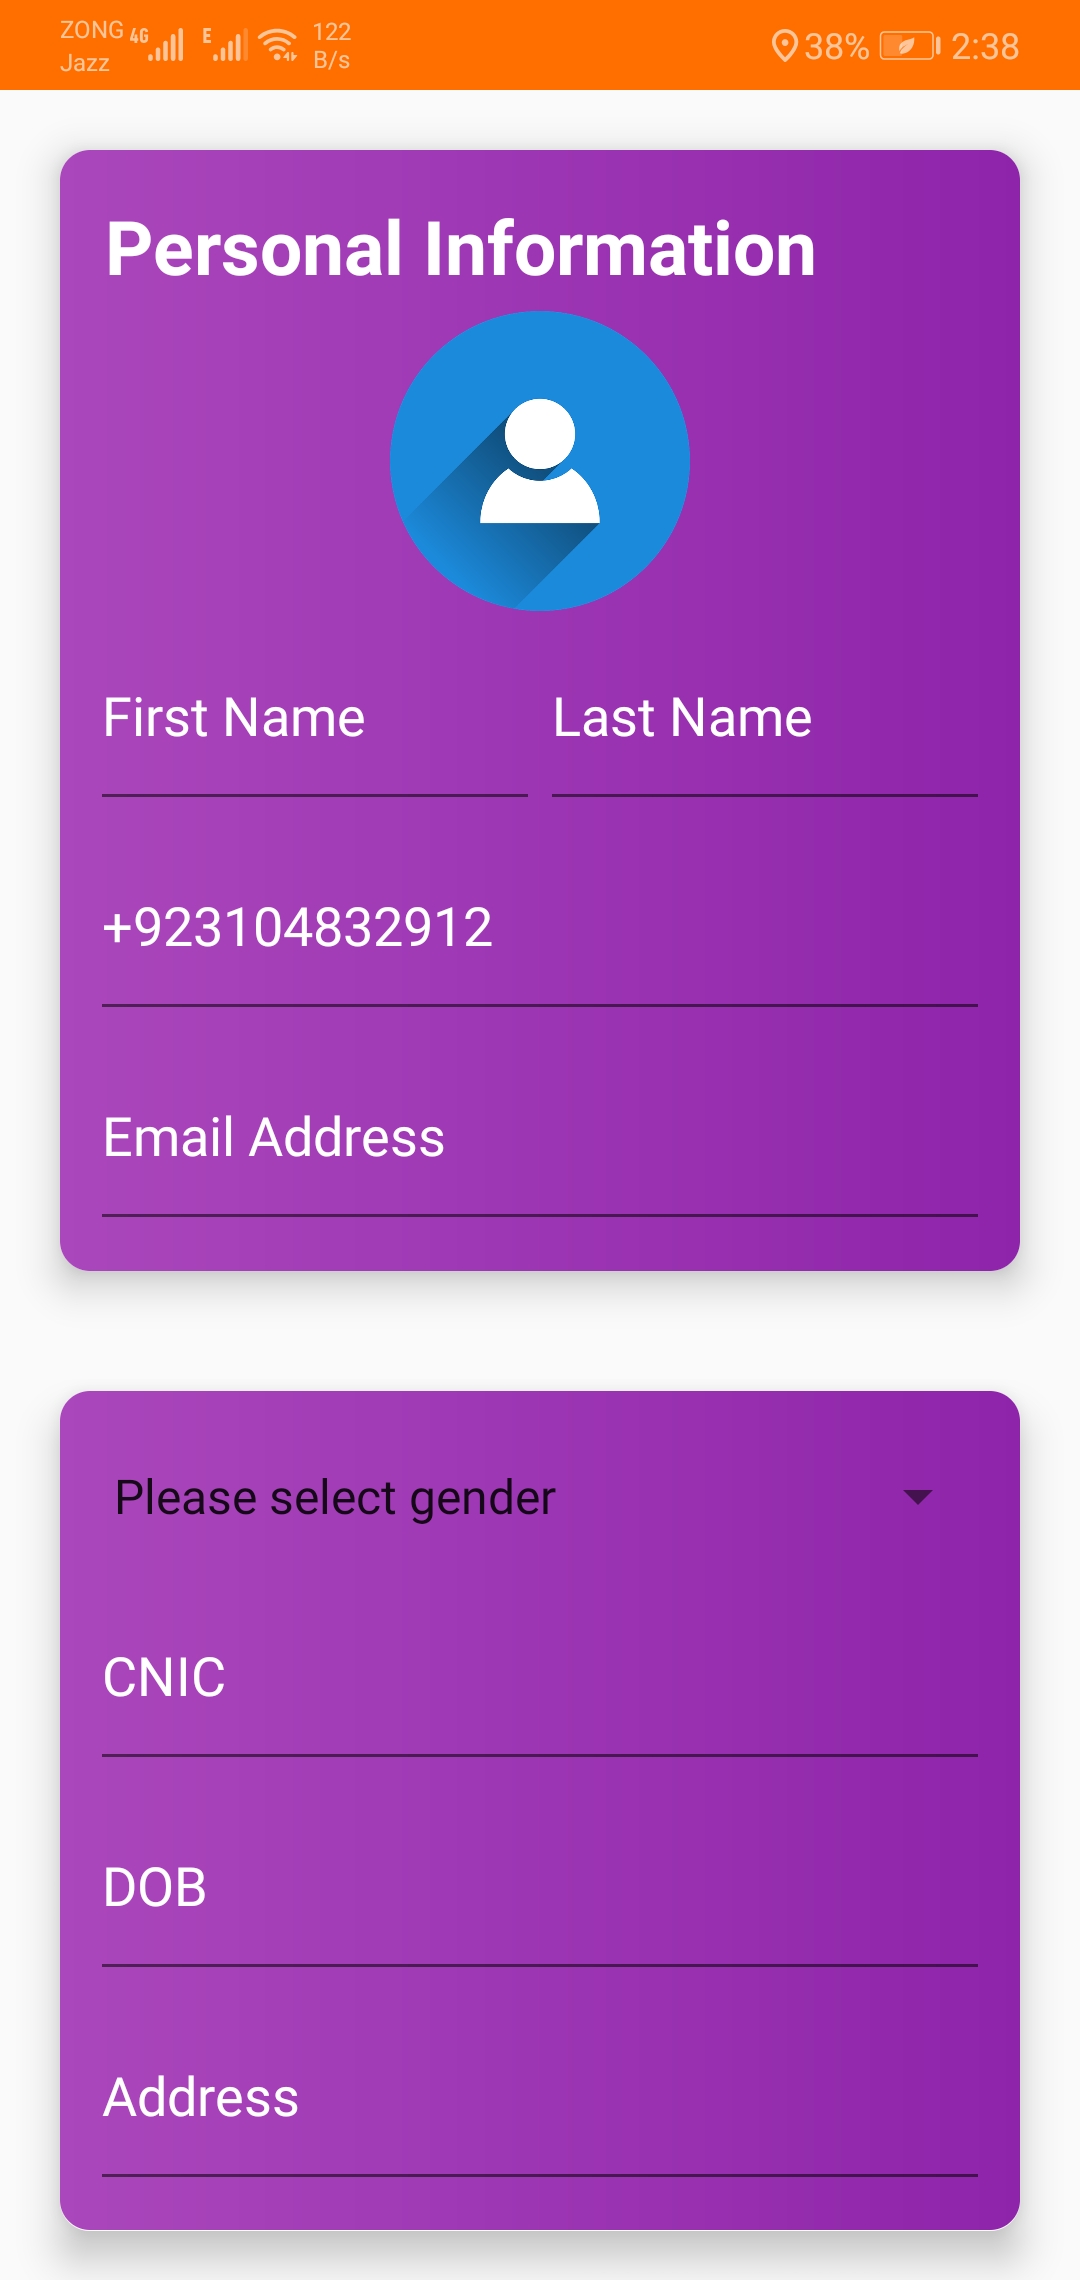 ZONG 4G E 122
Jazz B/s
38% 2:38
Personal Information
First Name Last Name
+923104832912
Email Address
Please select gender
CNIC
DOB
Address